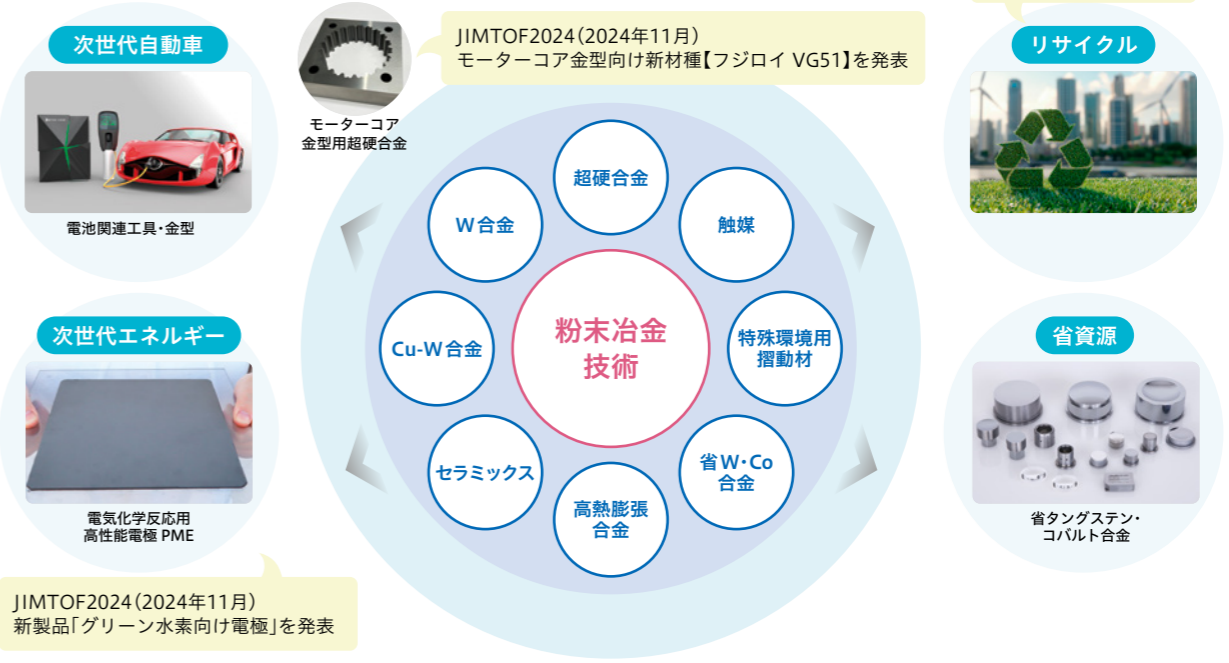 次世代自動車
電池関連工具・金型
モーターコア
金型用超硬合金
JIMTOF2024(2024年11月)
モーターコア金型向け新材種【フジロイ VG51】を発表
リサイクル
超硬合金
W合金
触媒
Cu-W合金
粉末冶金
技術
特殊環境用
摺動材
セラミックス
省W・Co
合金
高熱膨張
合金
次世代エネルギー
電気化学反応用
高性能電極 PME
JIMTOF2024(2024年11月)
新製品「グリーン水素向け電極」を発表
省資源
省タングステン・
コバルト合金